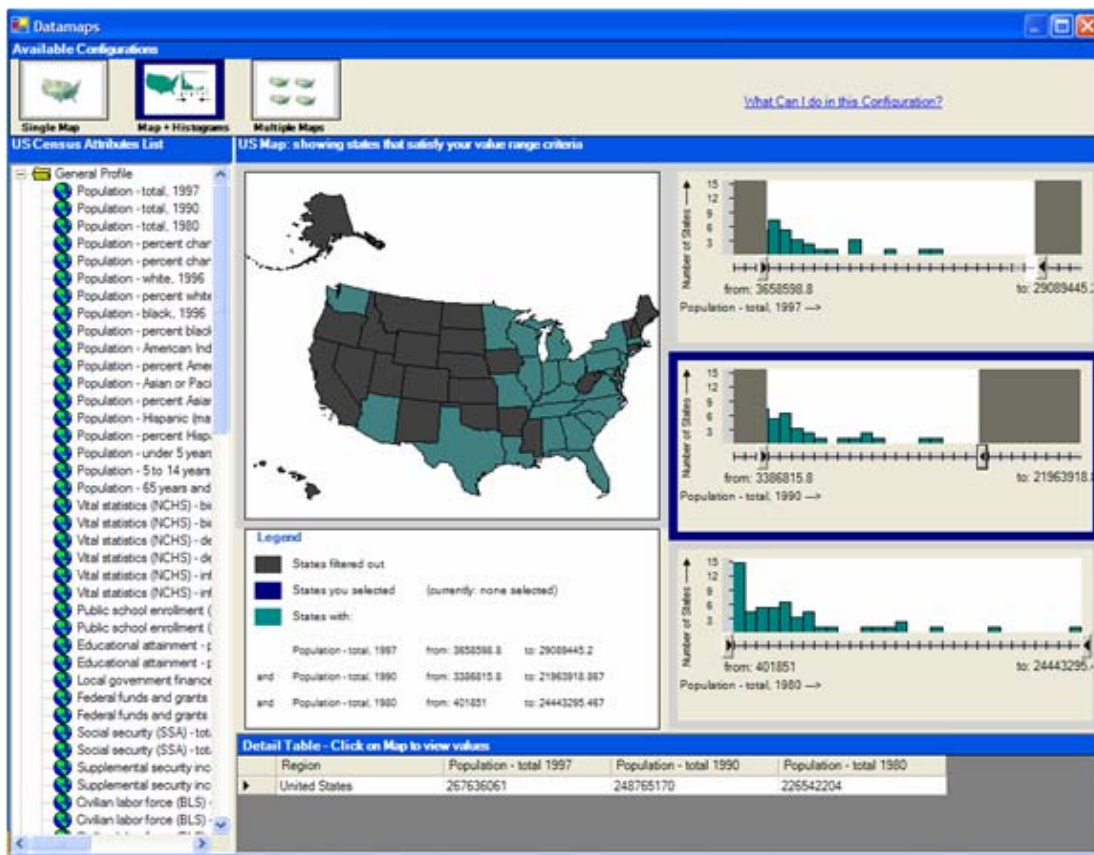 Datamaps
Available Configurations
Single Map
Map + Histograms
Multiple Maps
What Can I do in this Configuration?
US Census Attributes List
General Profile
Population - total, 1997
Population - total, 1990
Population - total, 1980
Population - percent char
Population - percent char
Population - white, 1996
Population - percent white
Population - black, 1996
Population - percent black
Population - American Ind
Population - percent Amer
Population - Asian or Paci
Population - percent Asian
Population - Hispanic (ma
Population - percent Hisp
Population - under 5 years
Population - 5 to 14 years
Population - 65 years and
Vital statistics (NCHS) - bi
Vital statistics (NCHS) - bi
Vital statistics (NCHS) - de
Vital statistics (NCHS) - de
Vital statistics (NCHS) - inf
Vital statistics (NCHS) - inf
Public school enrollment (
Public school enrollment (
Educational attainment - p
Educational attainment - p
Local government finance
Federal funds and grants
Federal funds and grants
Social security (SSA) - tot
Social security (SSA) - tot
Supplemental security inc
Supplemental security inc
Civilian labor force (BLS) -
Civilian labor force (BLS) -
US Map: showing states that satisfy your value range criteria
Number of States
15
12
9
6
3
from: 3658598.8
to: 29089445.2
Population - total, 1997 -->
Number of States
15
12
9
6
3
from: 3386815.8
to: 21963918.8
Population - total, 1990 -->
Number of States
15
12
9
6
3
from: 401851
to: 24443295.4
Population - total, 1980 -->
Legend
States filtered out
States you selected (currently: none selected)
States with:
Population - total, 1997 from: 3658598.8 to: 29089445.2
and Population - total, 1990 from: 3386815.8 to: 21963918.867
and Population - total, 1980 from: 401851 to: 24443295.467
Detail Table - Click on Map to view values
Region Population - total 1997 Population - total 1990 Population - total 1980
United States 267636061 248765170 226542204